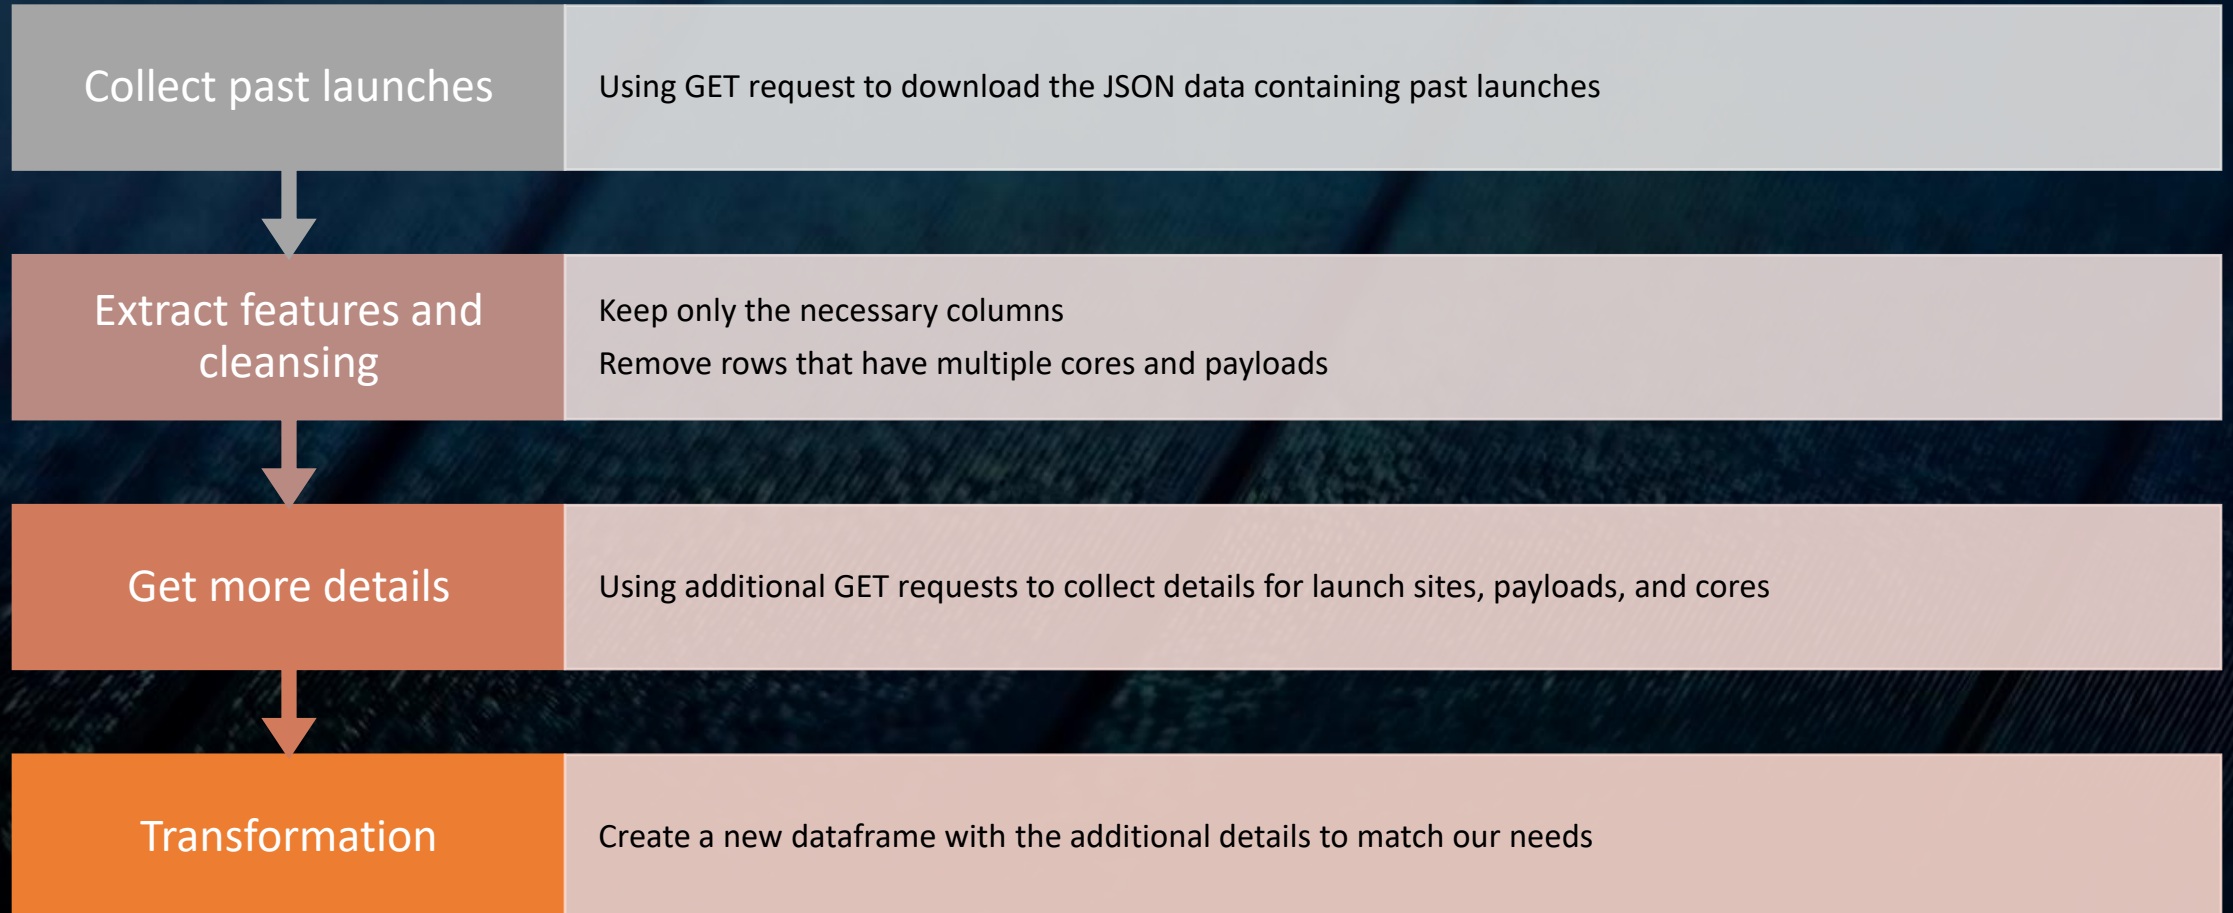 Collect past launches
Using GET request to download the JSON data containing past launches
Extract features and
cleansing
Keep only the necessary columns
Remove rows that have multiple cores and payloads
Get more details
Using additional GET requests to collect details for launch sites, payloads, and cores
Transformation
Create a new dataframe with the additional details to match our needs